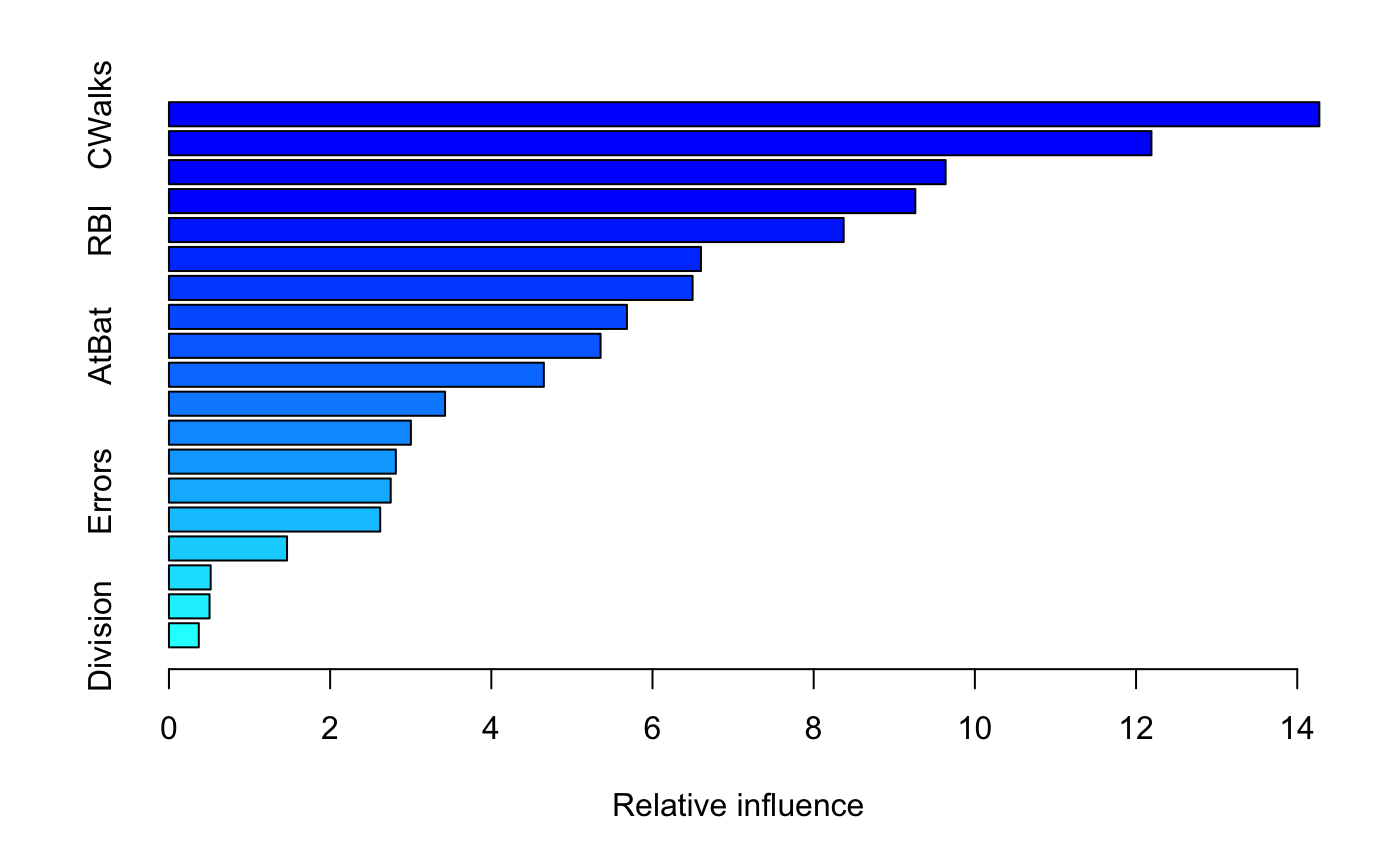 CWalks
RBI
AtBat
Errors
Division
0 2 4 6 8 10 12 14
Relative influence